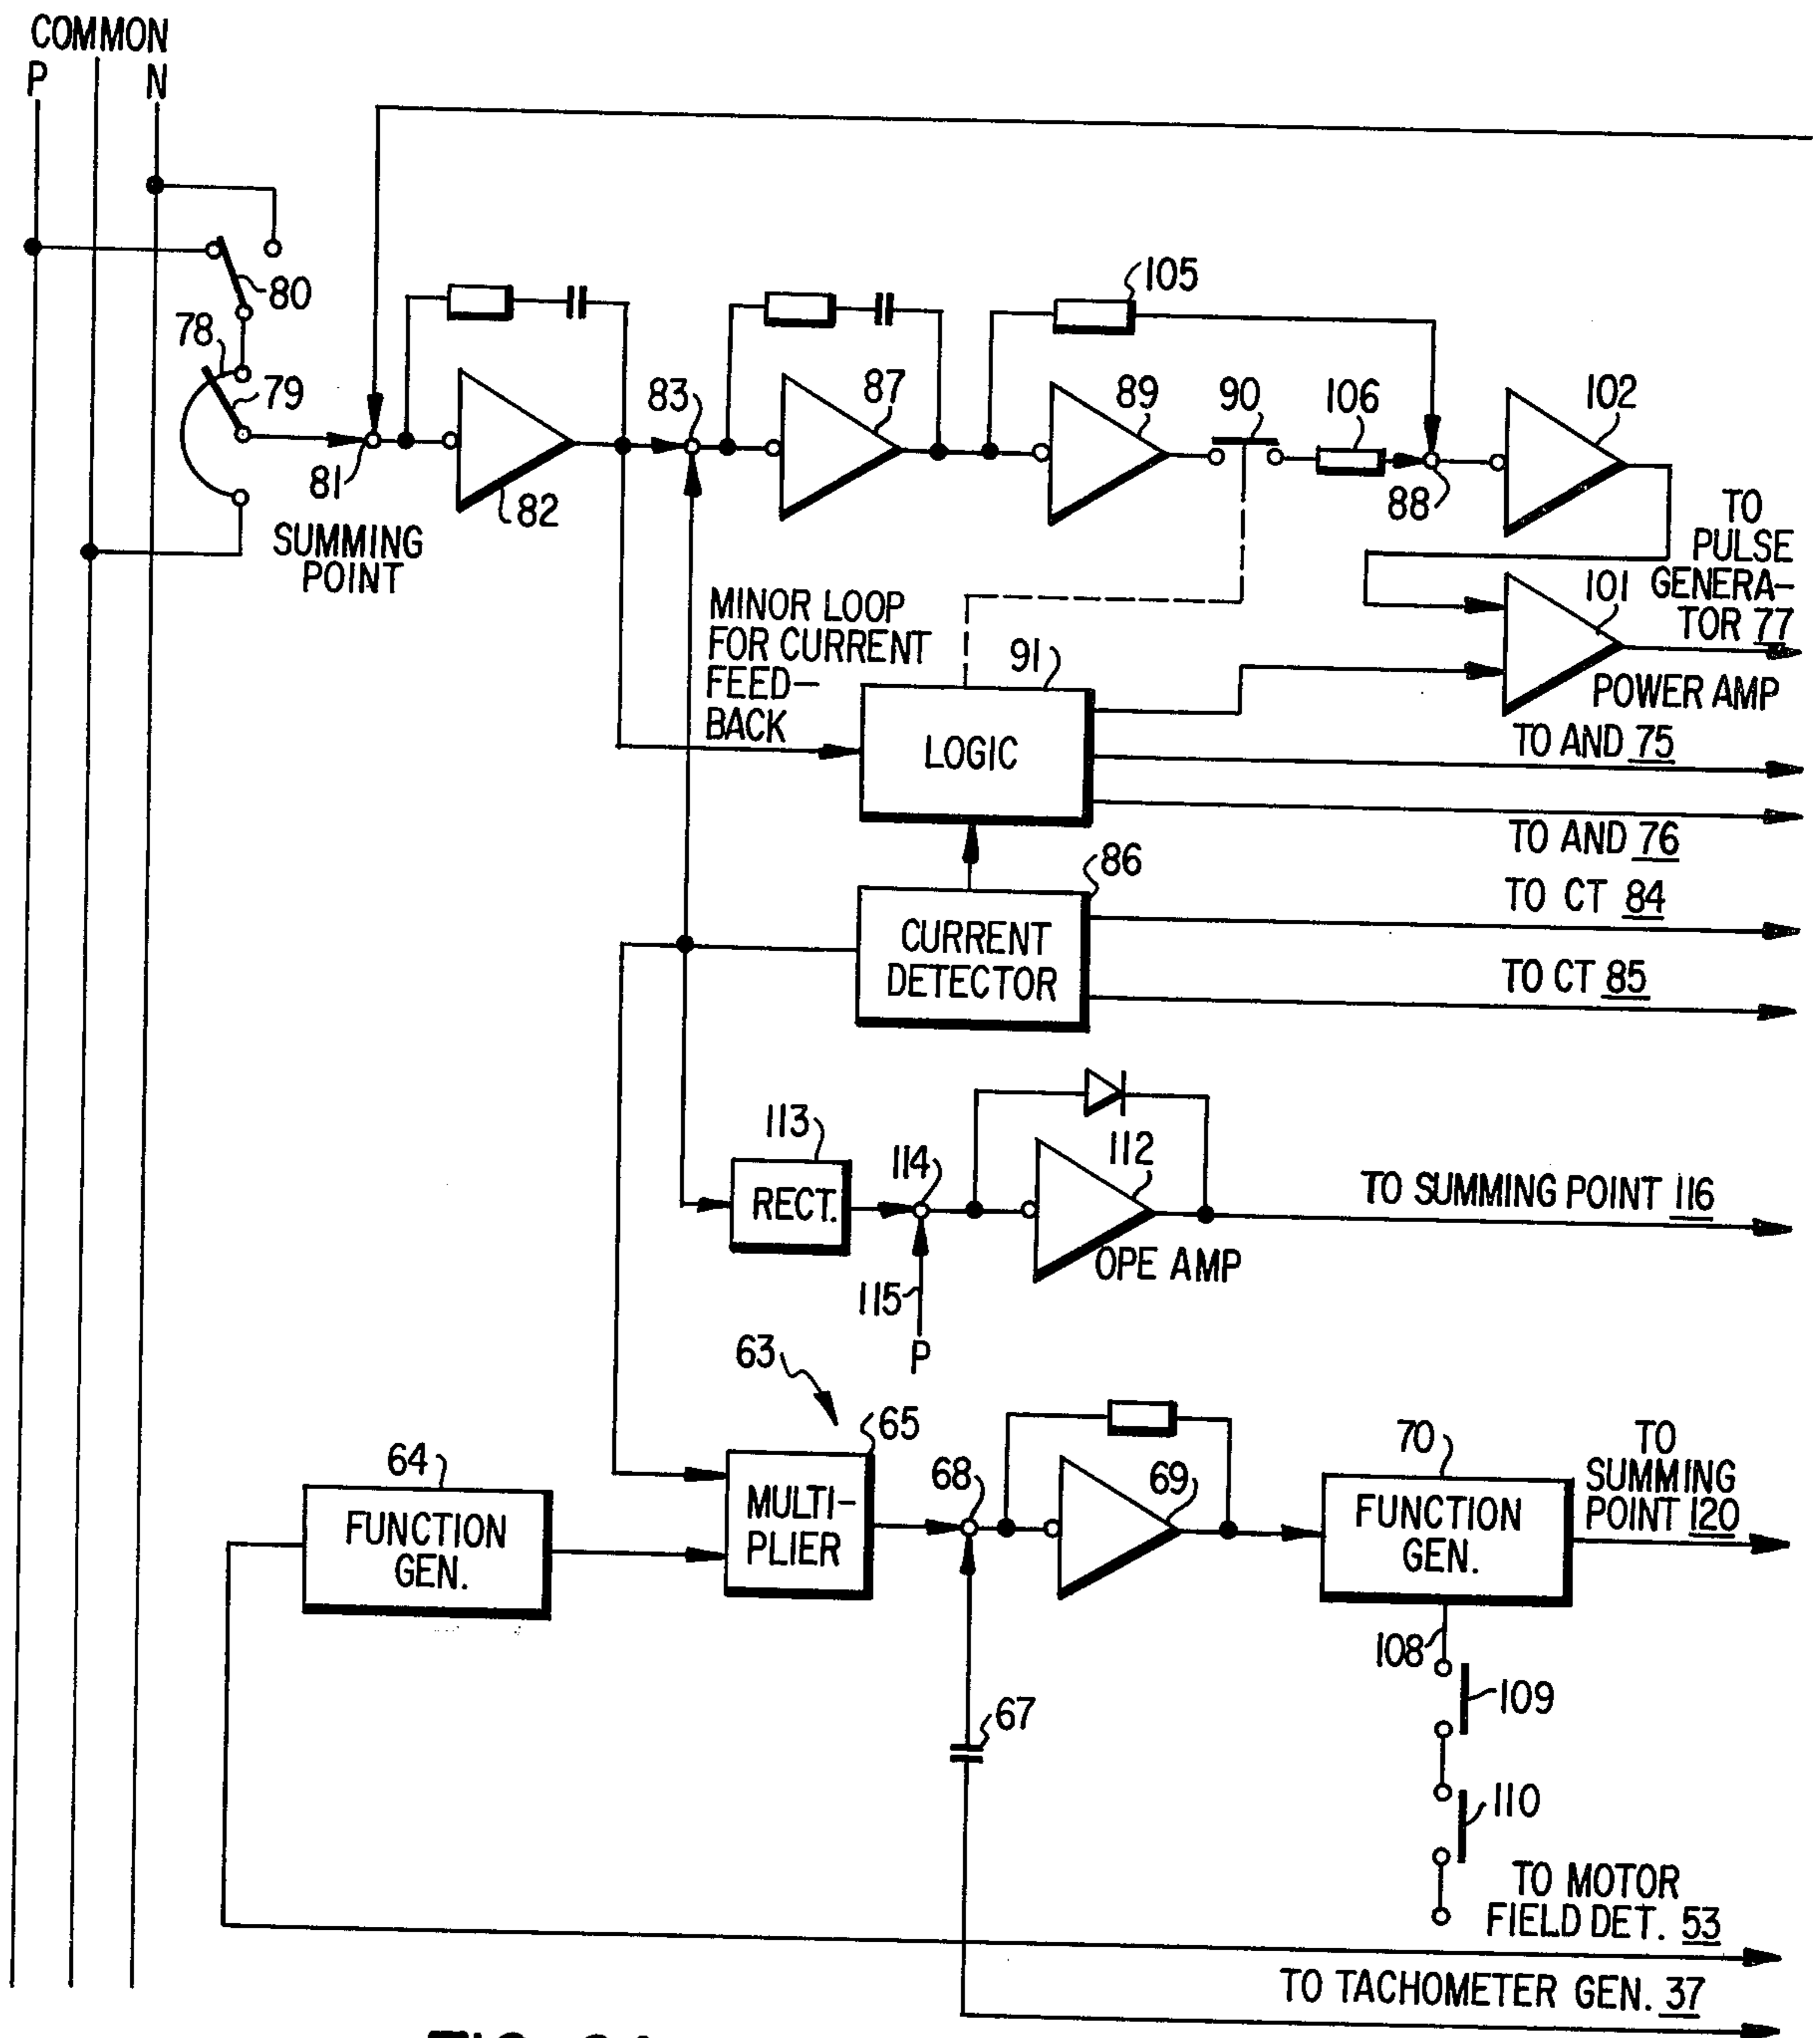 COMMON
P
N
80
78
79
81
SUMMING
POINT
82
83
87
105
89
90
106
88
102
TO
PULSE
GENERA-
TOR 77
101
POWER AMP
MINOR LOOP
FOR CURRENT
FEED-
BACK
91
LOGIC
TO AND 75
TO AND 76
86
CURRENT
DETECTOR
TO CT 84
TO CT 85
113
RECT.
114
115
P
112
OPE AMP
TO SUMMING POINT 116
63
64
FUNCTION
GEN.
65
MULTI-
PLIER
68
69
70
FUNCTION
GEN.
TO
SUMMING
POINT 120
108
109
110
67
TO MOTOR
FIELD DET. 53
TO TACHOMETER GEN. 37